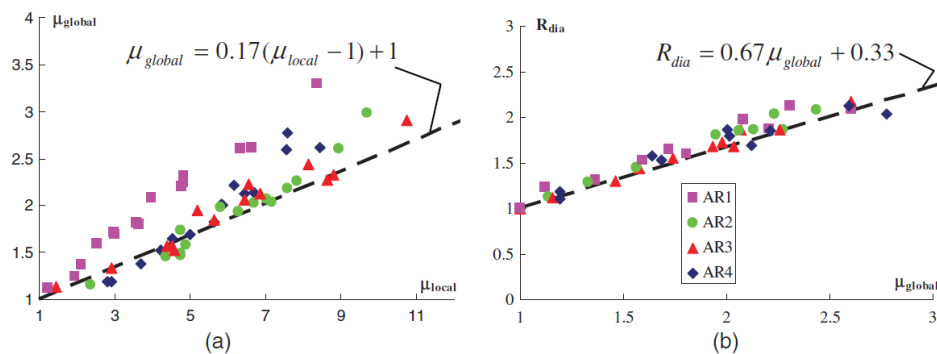 μglobal
4
3.5
3
2.5
2
1.5
1
1 3 5 7 9 11
μlocal
μglobal = 0.17(μlocal −1)+1
(a)
Rdia
3
2.5
2
1.5
1
0.5
0
1 1.5 2 2.5 3
μglobal
Rdia = 0.67μglobal + 0.33
AR1
AR2
AR3
AR4
(b)